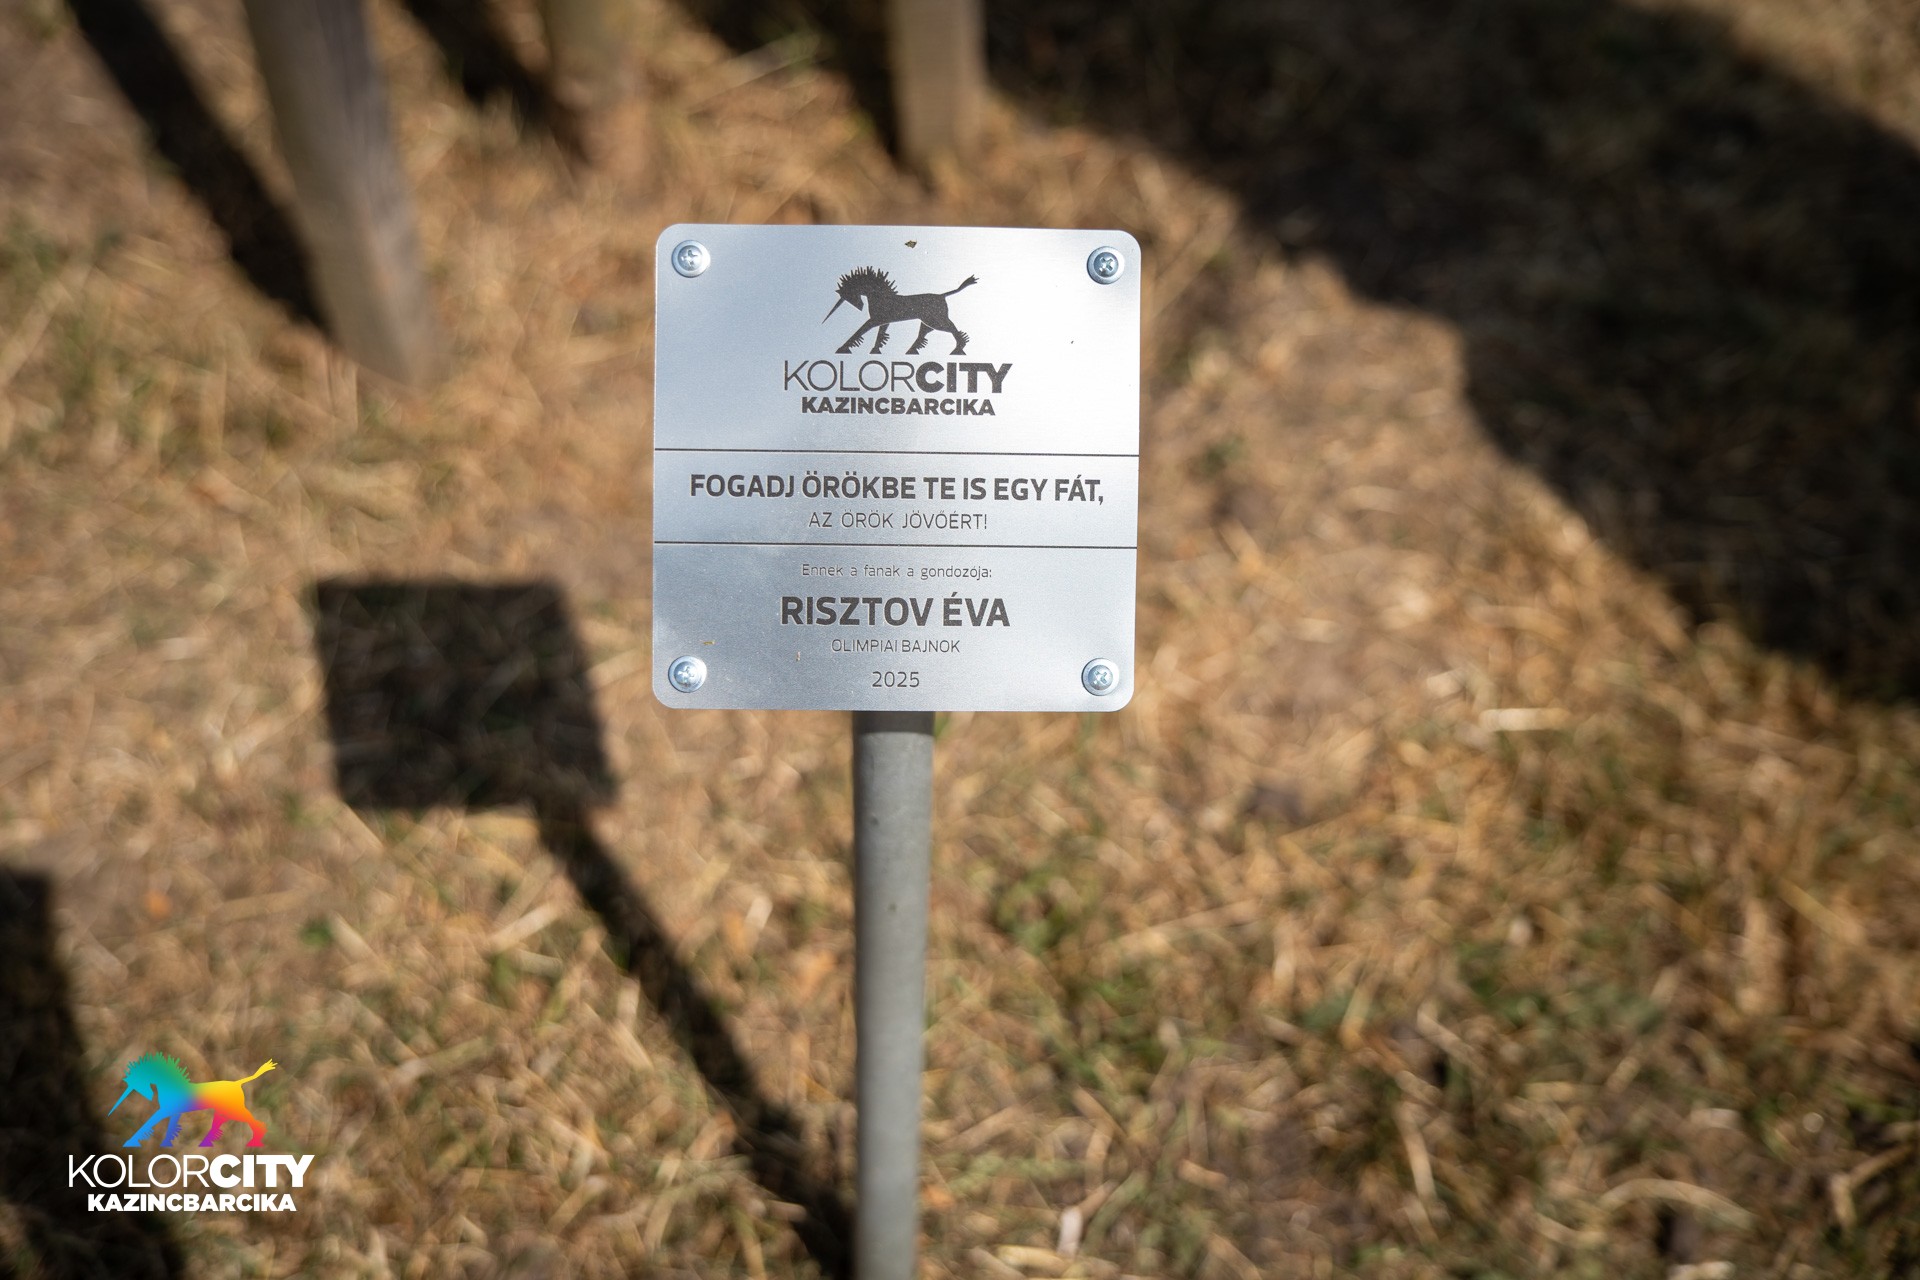 KOLORCITY
KAZINCBARCIKA
FOGADJ ÖRÖKBE TE IS EGY FÁT,
AZ ÖRÖK JÖVŐÉRT!
Ennek a fának a gondozója:
RISZTOV ÉVA
OLIMPIAI BAJNOK
2025
KOLORCITY
KAZINCBARCIKA